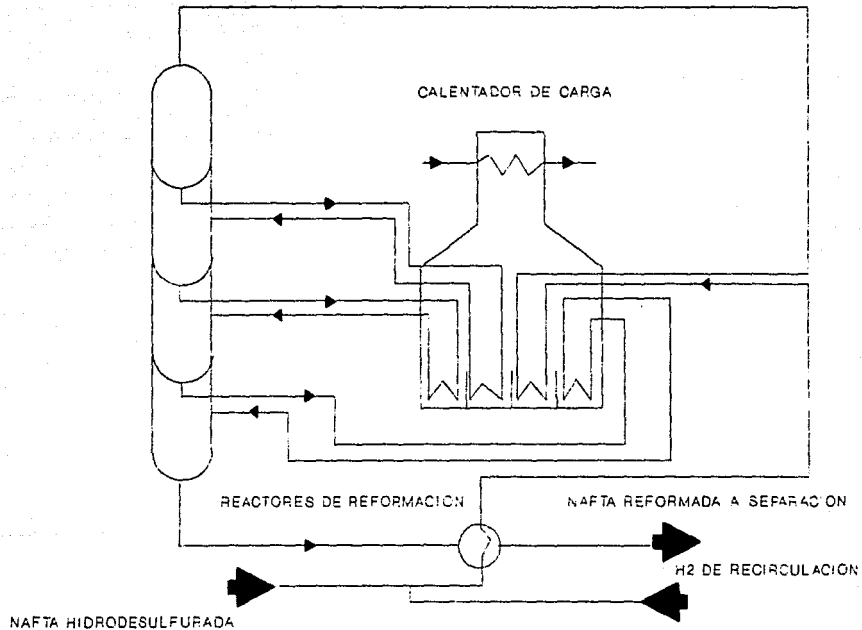 CALENTADOR DE CARGA
REACTORES DE REFORMACION
NAFTA REFORMADA A SEPARACION
H2 DE RECIRCULACION
NAFTA HIDRODESULFURADA